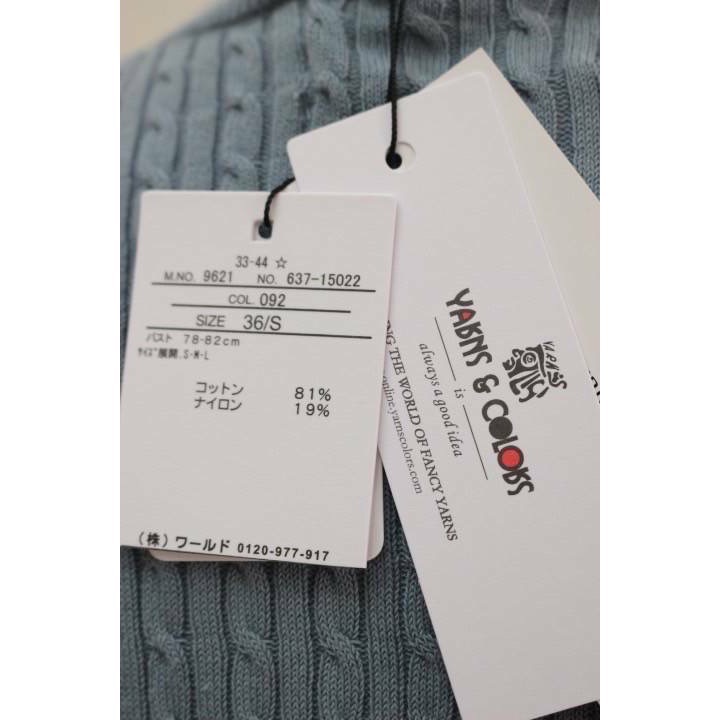 33-44 ☆
M.NO. 9621 NO. 637-15022
COL. 092
SIZE 36/S
バスト 78-82cm
ｻｲｽﾞ展開.S-M-L
コットン 81%
ナイロン 19%
(株)ワールド 0120-977-917
YARNS
YARNS & COLORS
is
always a good idea
ING THE WORLD OF FANCY YARNS
online.yarnscolors.com